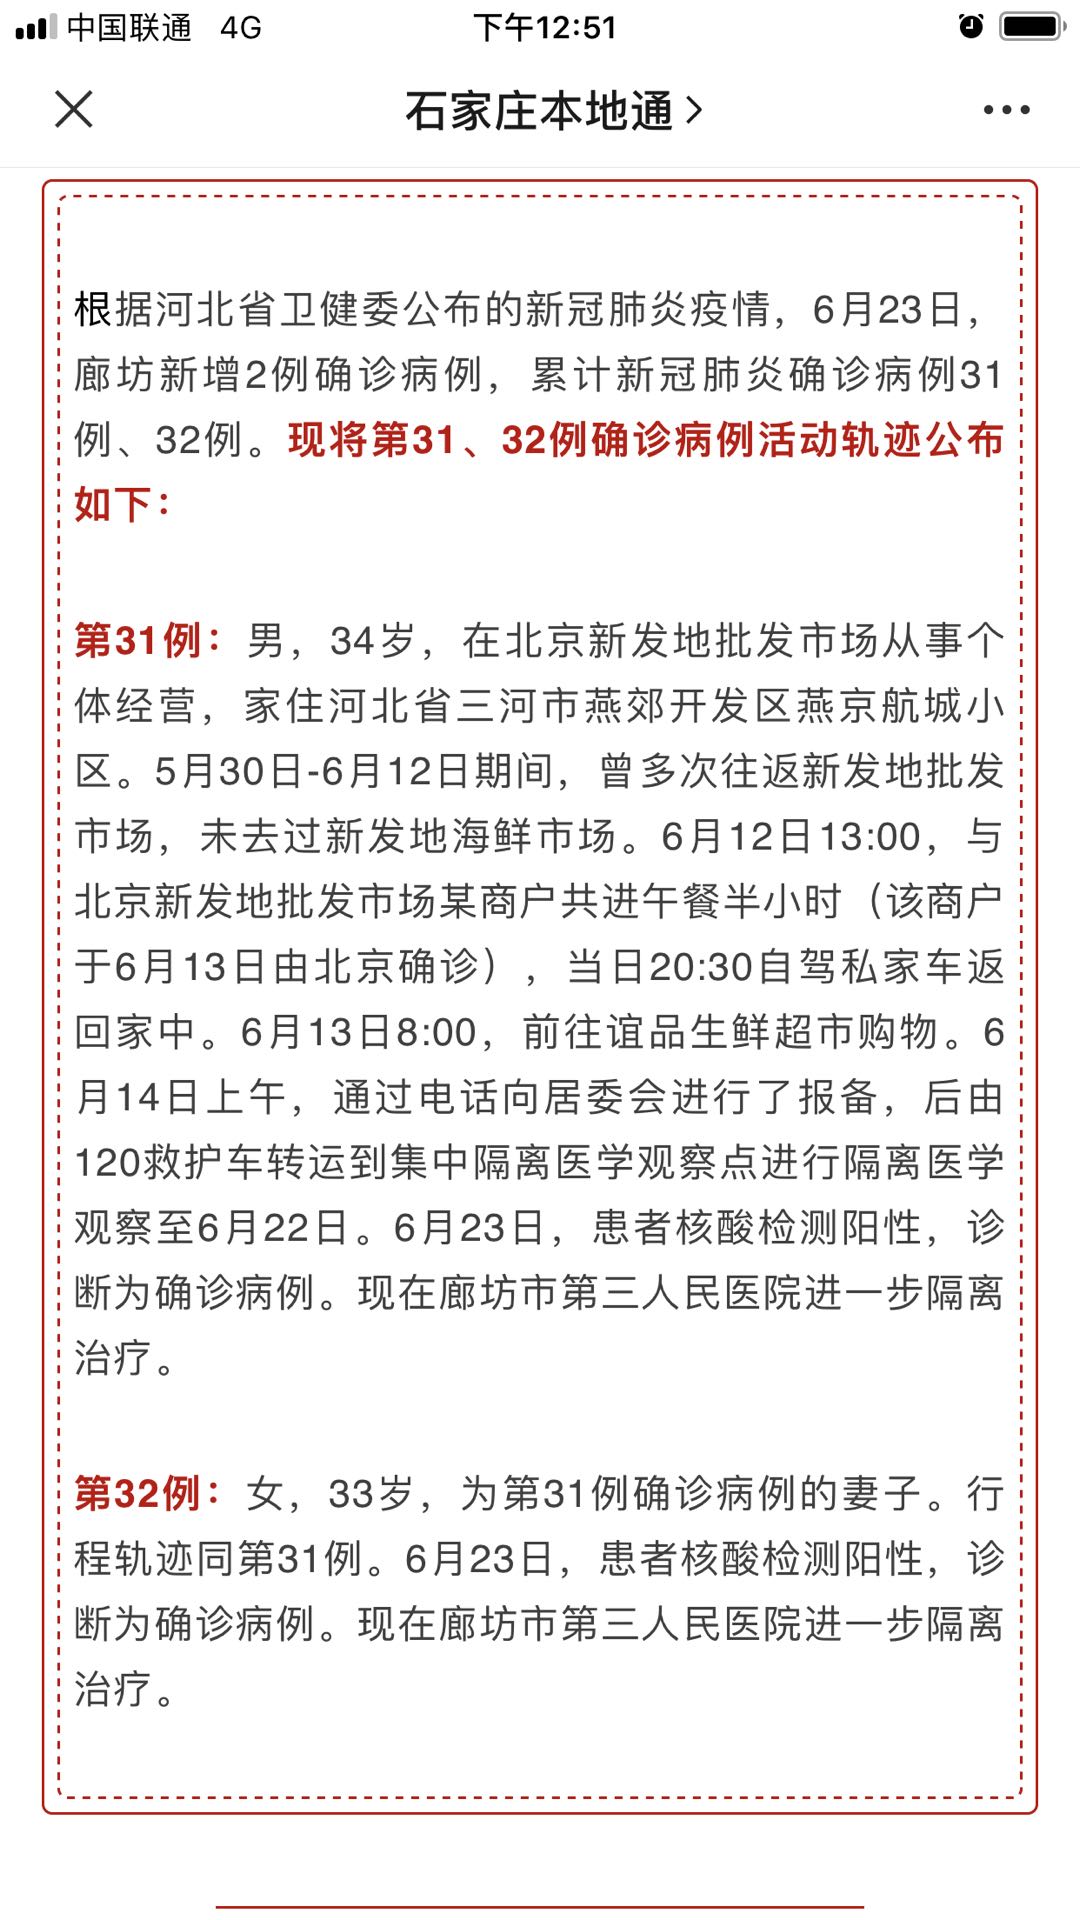 中国联通 4G 下午12:51
石家庄本地通
根据河北省卫健委公布的新冠肺炎疫情，6月23日，
廊坊新增2例确诊病例，累计新冠肺炎确诊病例31
例、32例。现将第31、32例确诊病例活动轨迹公布
如下：
第31例：男，34岁，在北京新发地批发市场从事个
体经营，家住河北省三河市燕郊开发区燕京航城小
区。5月30日-6月12日期间，曾多次往返新发地批发
市场，未去过新发地海鲜市场。6月12日13:00，与
北京新发地批发市场某商户共进午餐半小时（该商户
于6月13日由北京确诊），当日20:30自驾私家车返
回家中。6月13日8:00，前往谊品生鲜超市购物。6
月14日上午，通过电话向居委会进行了报备，后由
120救护车转运到集中隔离医学观察点进行隔离医学
观察至6月22日。6月23日，患者核酸检测阳性，诊
断为确诊病例。现在廊坊市第三人民医院进一步隔离
治疗。
第32例：女，33岁，为第31例确诊病例的妻子。行
程轨迹同第31例。6月23日，患者核酸检测阳性，诊
断为确诊病例。现在廊坊市第三人民医院进一步隔离
治疗。